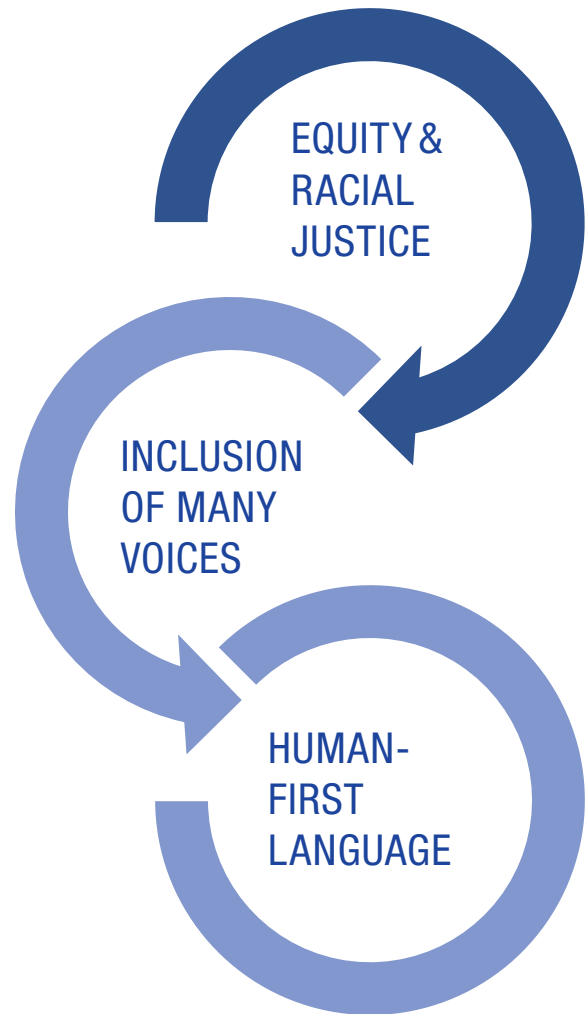 EQUITY &
RACIAL
JUSTICE
INCLUSION
OF MANY
VOICES
HUMAN-
FIRST
LANGUAGE